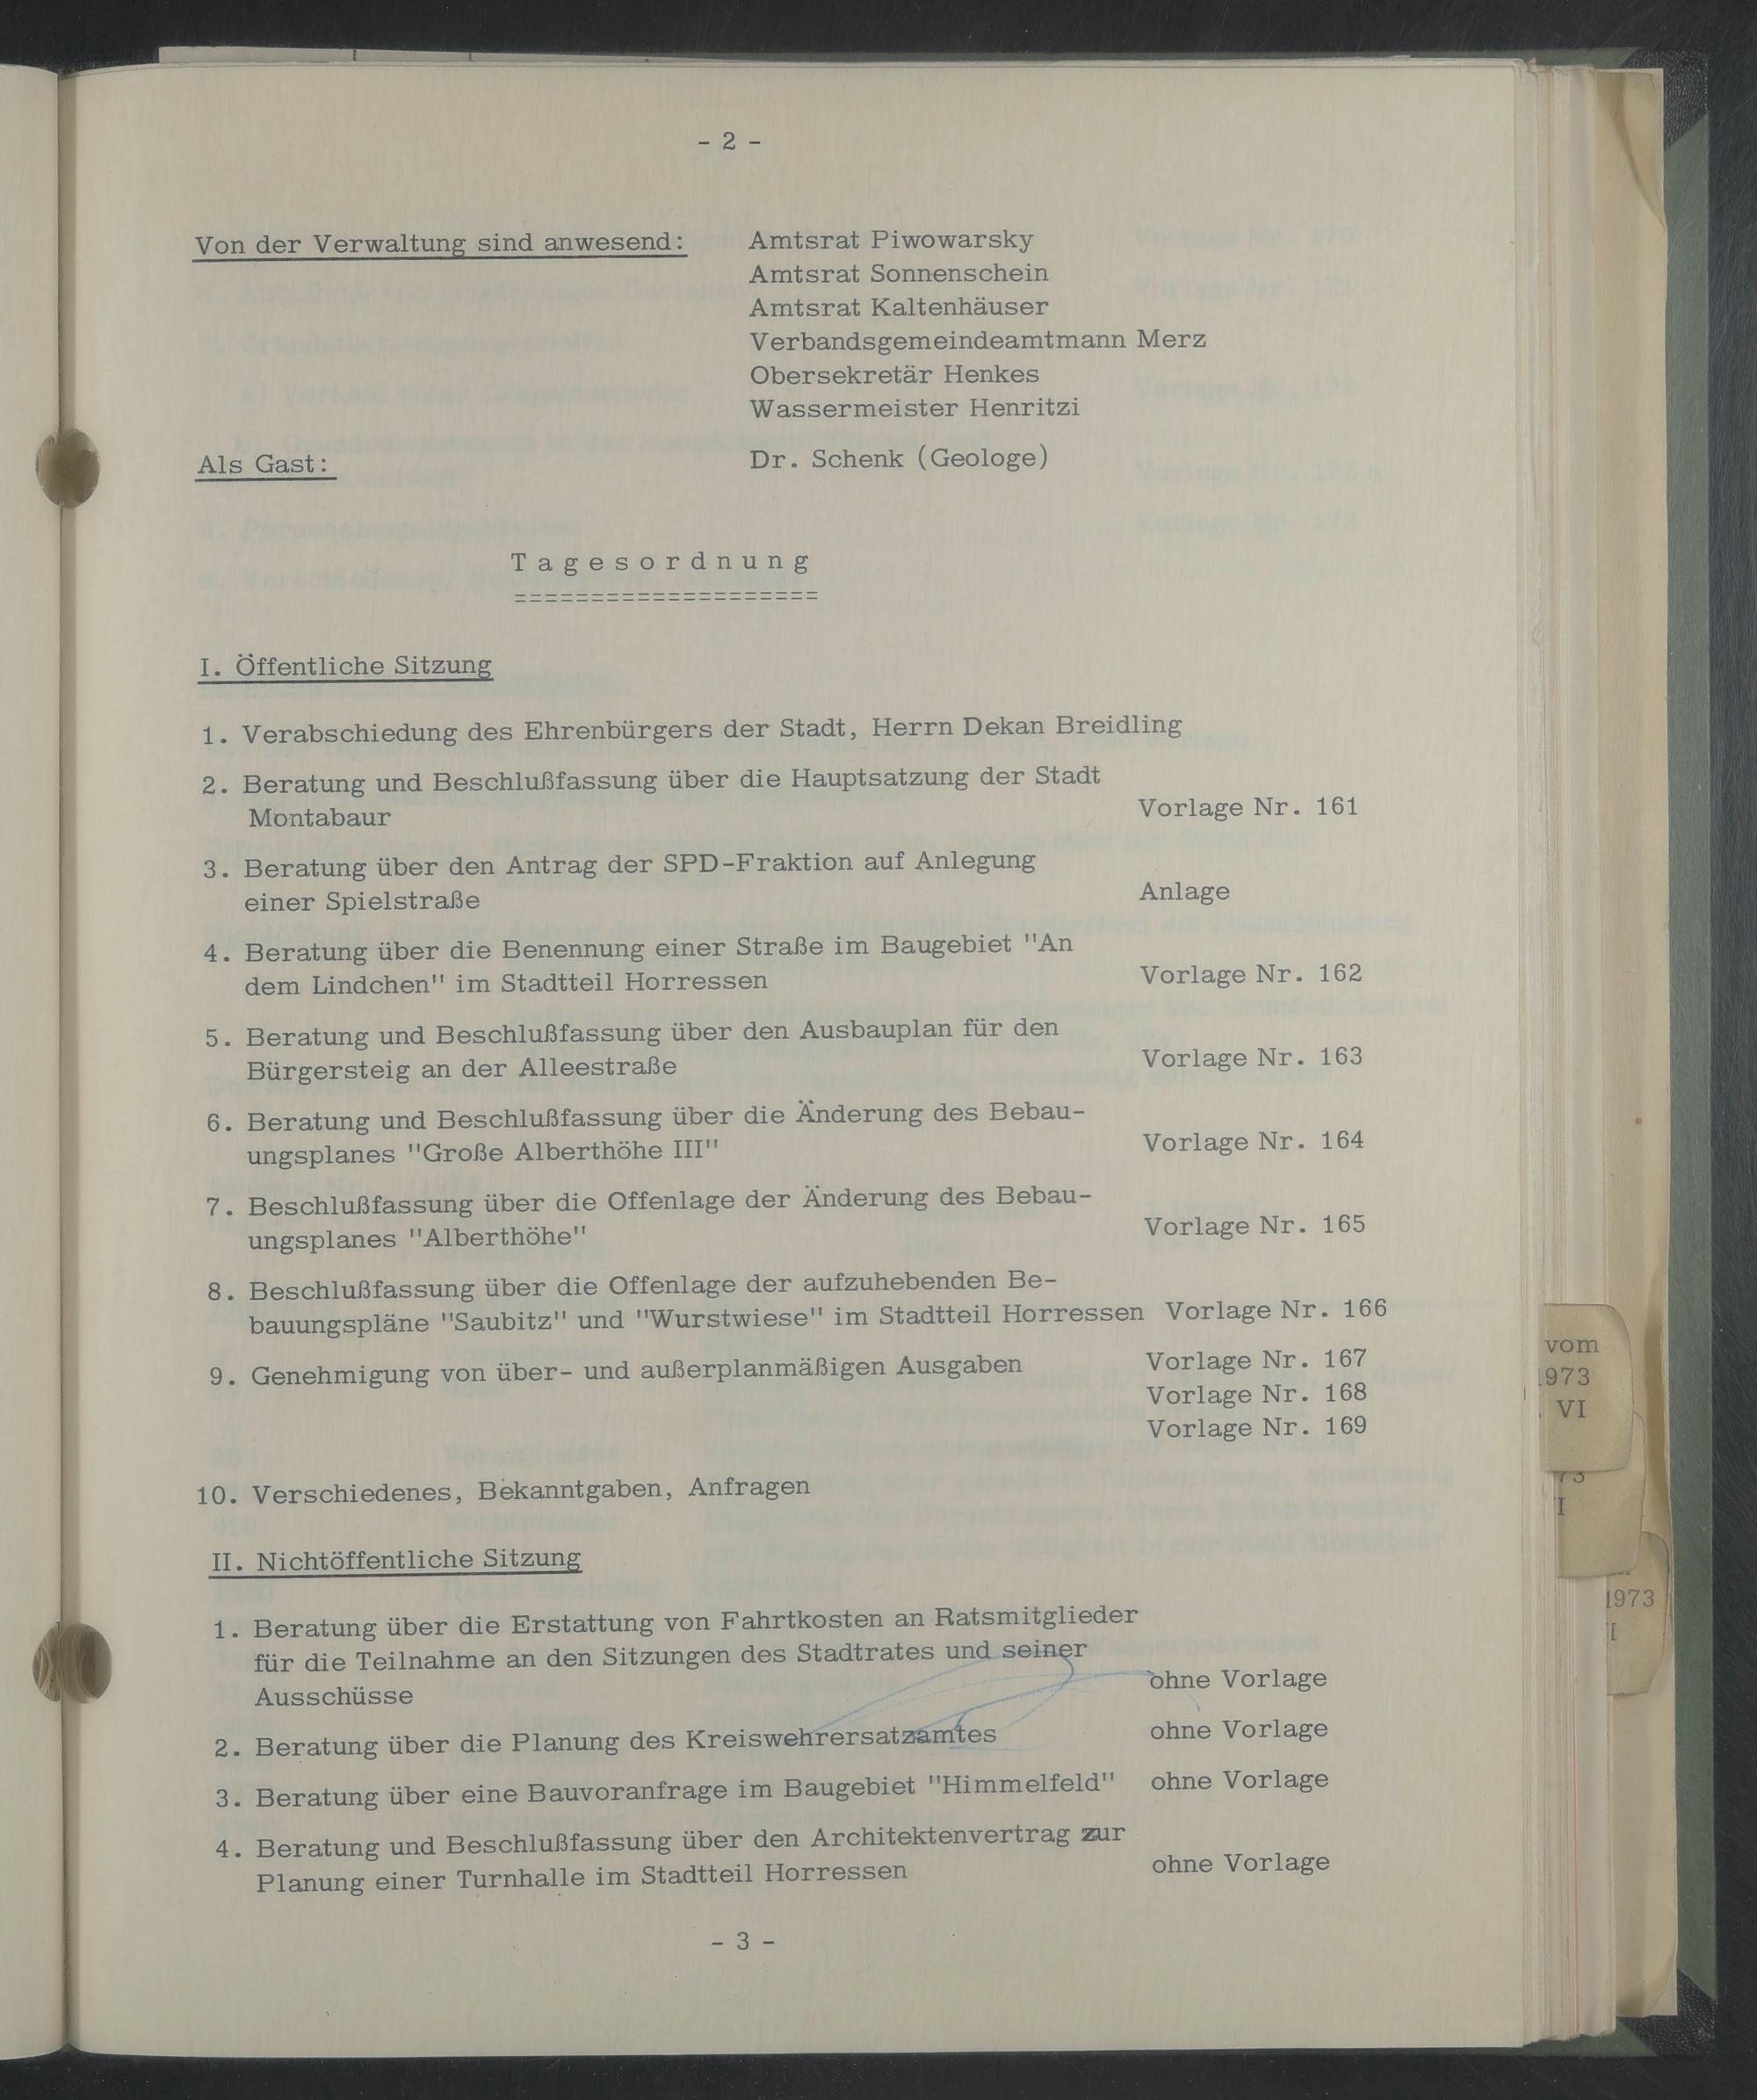 - 2 -
Von der Verwaltung sind anwesend: Amtsrat Piwowarsky
Amtsrat Sonnenschein
Amtsrat Kaltenhäuser
Verbandsgemeindeamtmann Merz
Obersekretär Henkes
Wassermeister Henritzi
Als Gast: Dr. Schenk (Geologe)
Tagesordnung
====================
I. Öffentliche Sitzung
1. Verabschiedung des Ehrenbürgers der Stadt, Herrn Dekan Breidling
2. Beratung und Beschlußfassung über die Hauptsatzung der Stadt
Montabaur Vorlage Nr. 161
3. Beratung über den Antrag der SPD-Fraktion auf Anlegung
einer Spielstraße Anlage
4. Beratung über die Benennung einer Straße im Baugebiet "An
dem Lindchen" im Stadtteil Horressen Vorlage Nr. 162
5. Beratung und Beschlußfassung über den Ausbauplan für den
Bürgersteig an der Alleestraße Vorlage Nr. 163
6. Beratung und Beschlußfassung über die Änderung des Bebau-
ungsplanes "Große Alberthöhe III" Vorlage Nr. 164
7. Beschlußfassung über die Offenlage der Änderung des Bebau-
ungsplanes "Alberthöhe" Vorlage Nr. 165
8. Beschlußfassung über die Offenlage der aufzuhebenden Be-
bauungspläne "Saubitz" und "Wurstwiese" im Stadtteil Horressen Vorlage Nr. 166
9. Genehmigung von über- und außerplanmäßigen Ausgaben Vorlage Nr. 167
Vorlage Nr. 168
Vorlage Nr. 169
10. Verschiedenes, Bekanntgaben, Anfragen
II. Nichtöffentliche Sitzung
1. Beratung über die Erstattung von Fahrtkosten an Ratsmitglieder
für die Teilnahme an den Sitzungen des Stadtrates und seiner
Ausschüsse ohne Vorlage
2. Beratung über die Planung des Kreiswehrersatzamtes ohne Vorlage
3. Beratung über eine Bauvoranfrage im Baugebiet "Himmelfeld" ohne Vorlage
4. Beratung und Beschlußfassung über den Architektenvertrag zur
Planung einer Turnhalle im Stadtteil Horressen ohne Vorlage
- 3 -
vom
1973
VI
73
I
1973
I